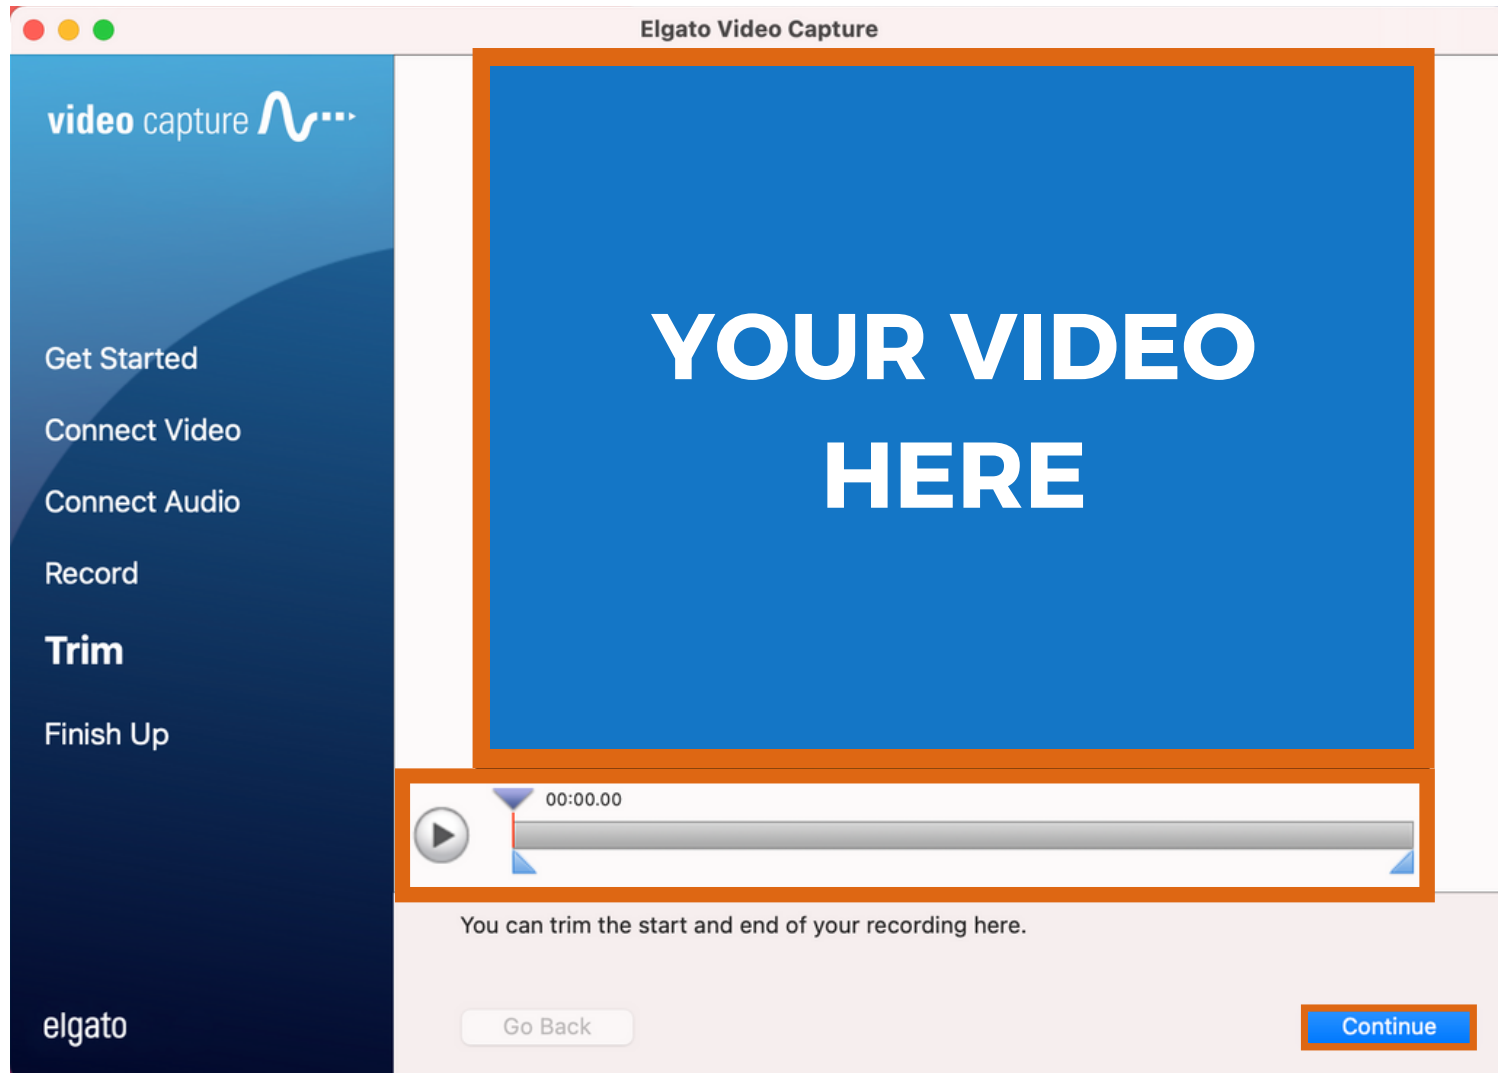 Elgato Video Capture
video capture
Get Started
Connect Video
Connect Audio
Record
Trim
Finish Up
elgato
YOUR VIDEO
HERE
00:00.00
You can trim the start and end of your recording here.
Go Back
Continue